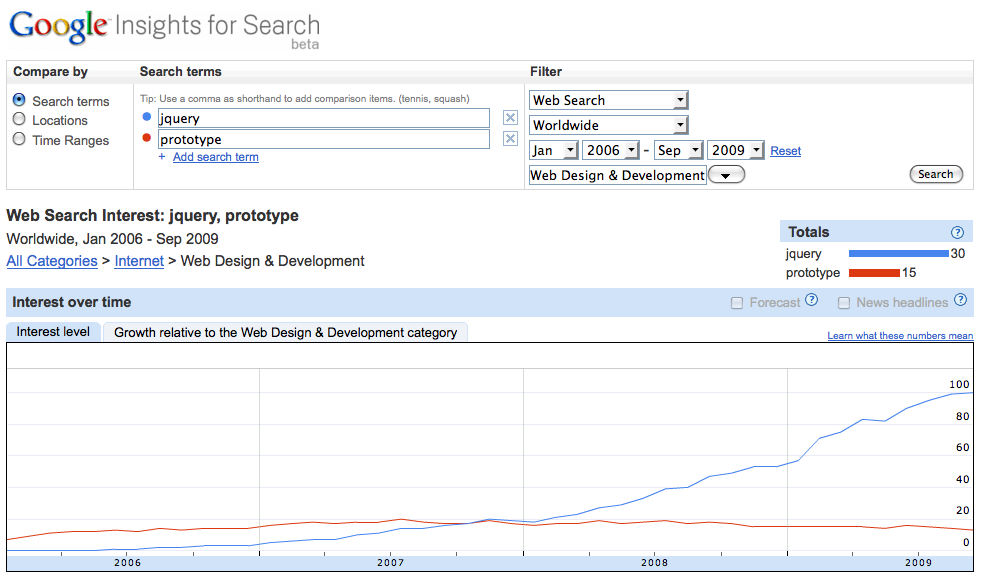 Google Insights for Search
beta
Compare by
Search terms
Filter
Search terms
Locations
Time Ranges
Tip: Use a comma as shorthand to add comparison items. (tennis, squash)
jquery
prototype
+ Add search term
Web Search
Worldwide
Jan 2006 - Sep 2009 Reset
Web Design & Development
Search
Web Search Interest: jquery, prototype
Worldwide, Jan 2006 - Sep 2009
All Categories > Internet > Web Design & Development
Totals ?
jquery 30
prototype 15
Interest over time
Forecast ? News headlines ?
Interest level
Growth relative to the Web Design & Development category
Learn what these numbers mean
100
80
60
40
20
0
2006 2007 2008 2009